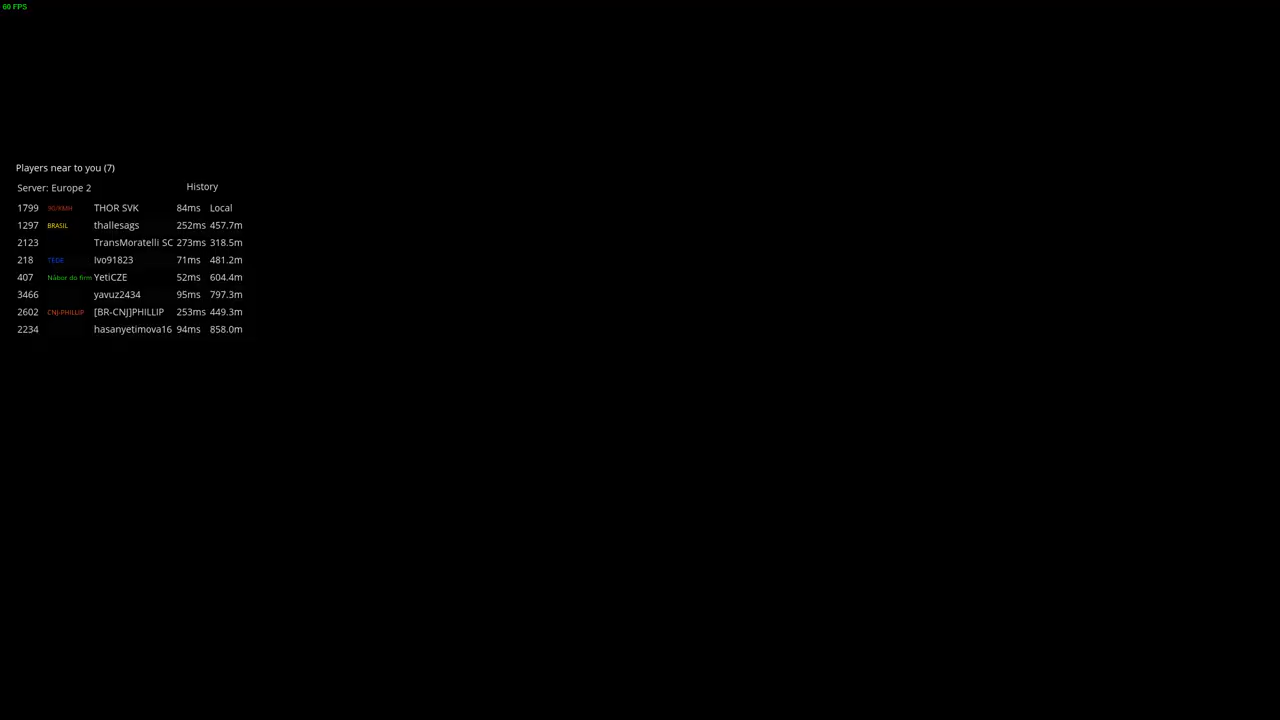 60 FPS
Players near to you (7)
Server: Europe 2 History
1799 90/KMH THOR SVK 84ms Local
1297 BRASIL thallesags 252ms 457.7m
2123 TransMoratelli SC 273ms 318.5m
218 TEDE Ivo91823 71ms 481.2m
407 Nábor do firm YetiCZE 52ms 604.4m
3466 yavuz2434 95ms 797.3m
2602 CNJ-PHILLIP [BR-CNJ]PHILLIP 253ms 449.3m
2234 hasanyetimova16 94ms 858.0m